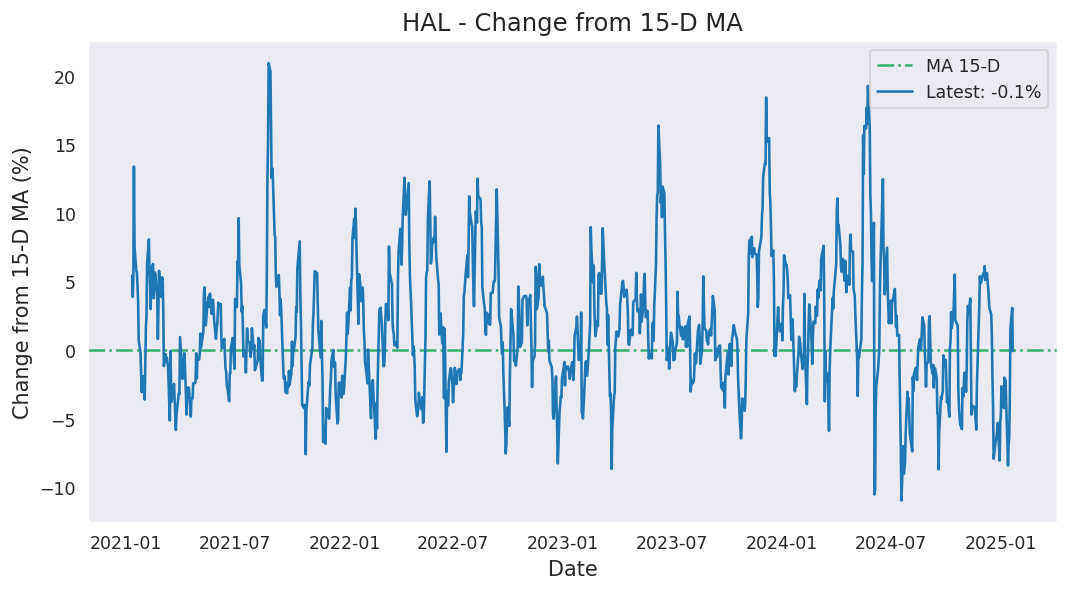 HAL - Change from 15-D MA
MA 15-D
Latest: -0.1%
Change from 15-D MA (%)
20
15
10
5
0
−5
−10
2021-01 2021-07 2022-01 2022-07 2023-01 2023-07 2024-01 2024-07 2025-01
Date